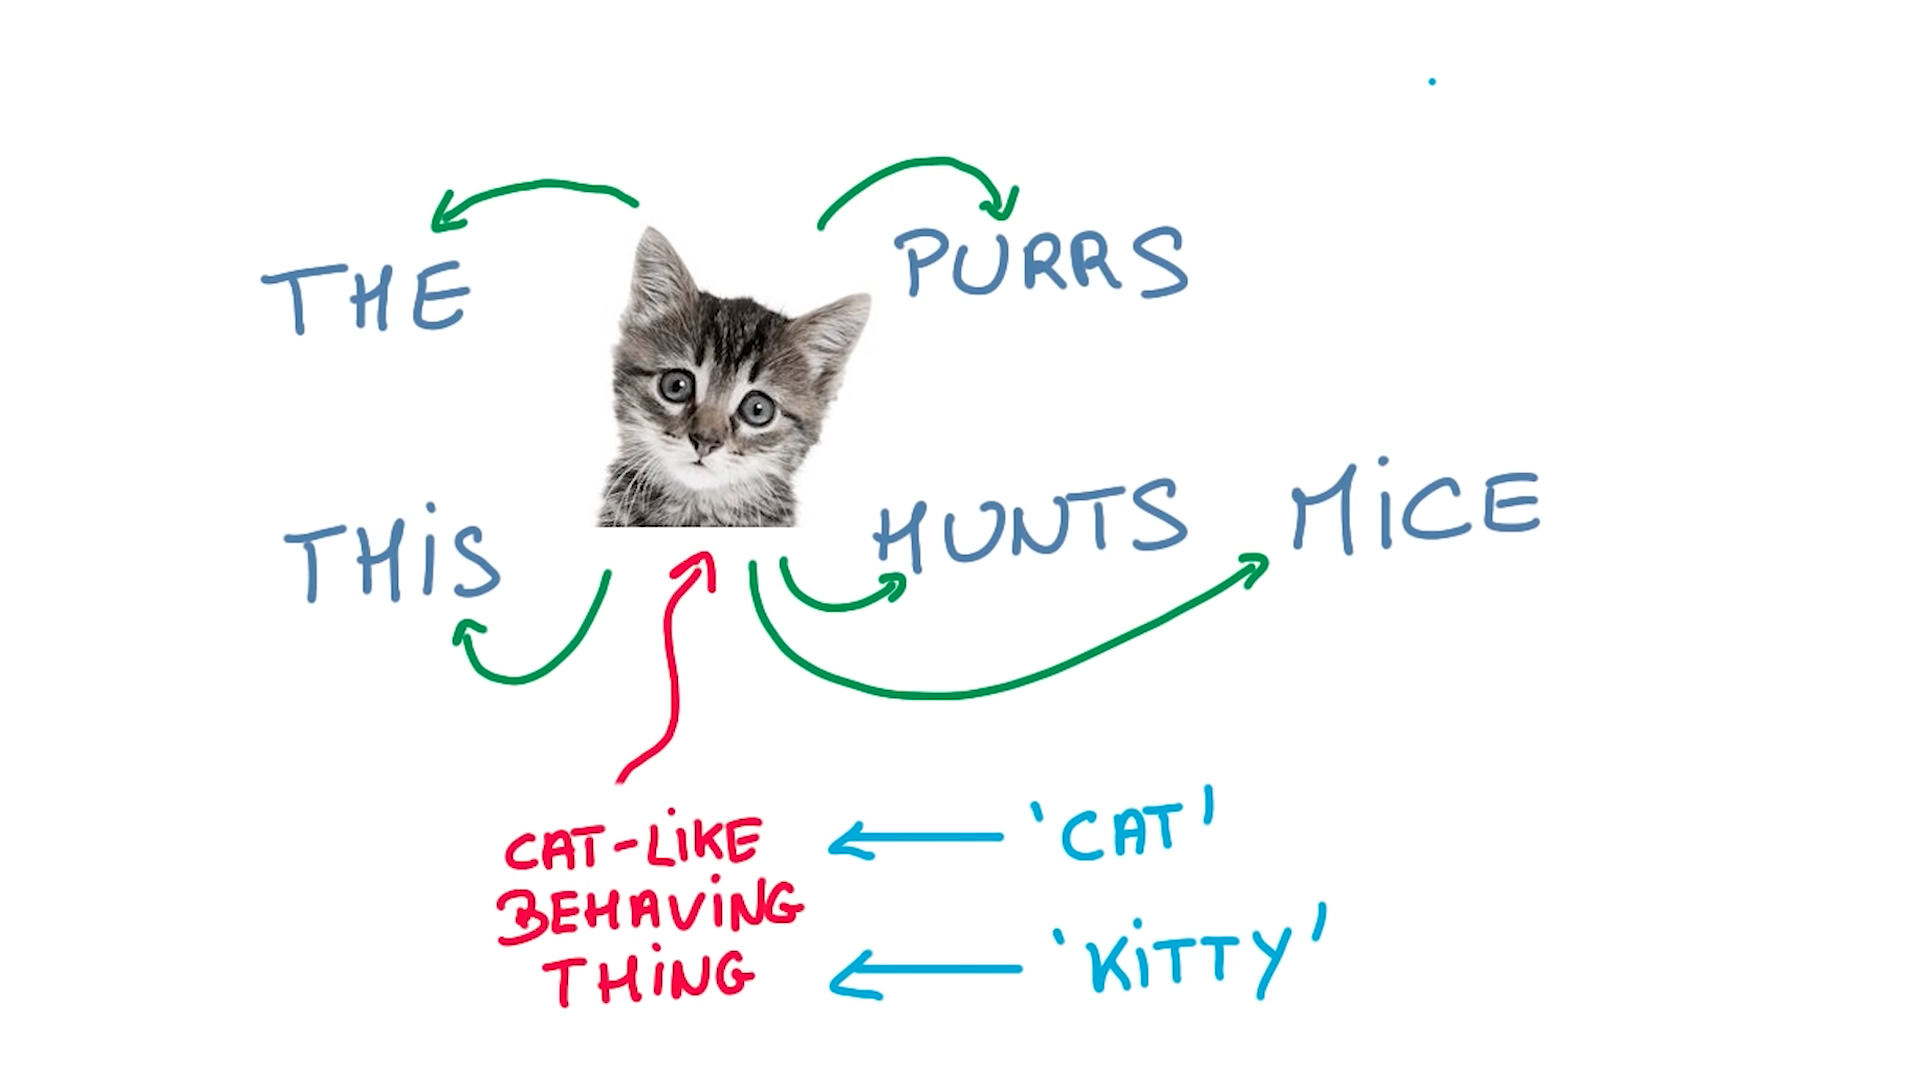 THE PURRS
THIS HUNTS MICE
CAT-LIKE
BEHAVING
THING
'CAT'
'KITTY'